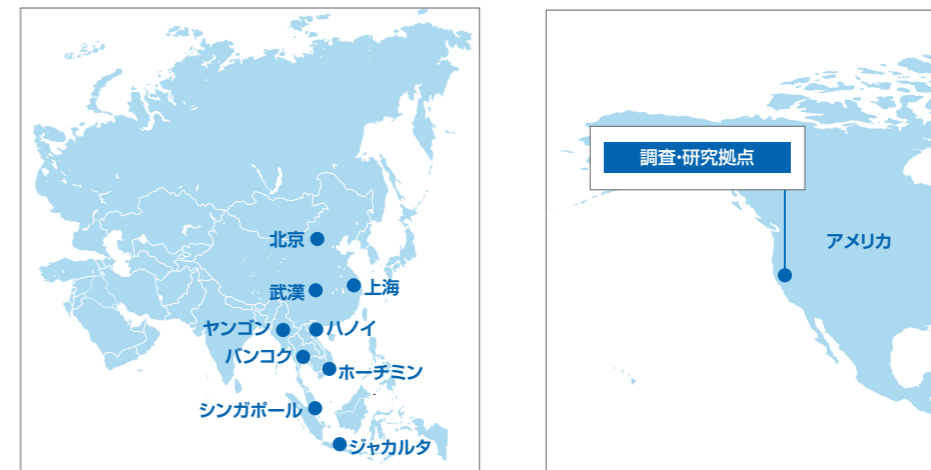 北京
武漢
上海
ヤンゴン
ハノイ
バンコク
ホーチミン
シンガポール
ジャカルタ
調査・研究拠点
アメリカ